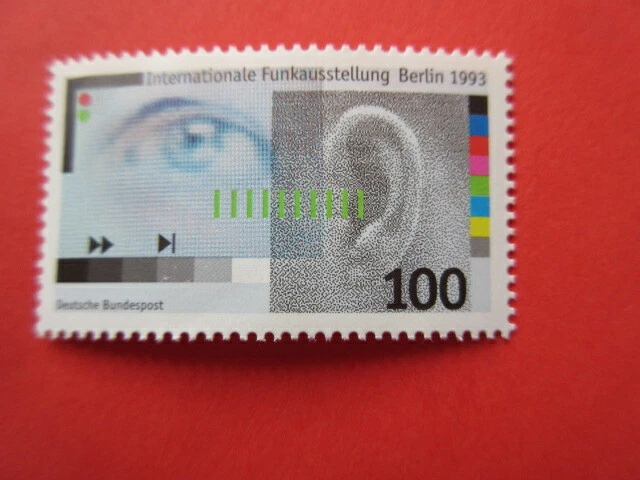 Internationale Funkausstellung Berlin 1993
100
Deutsche Bundespost